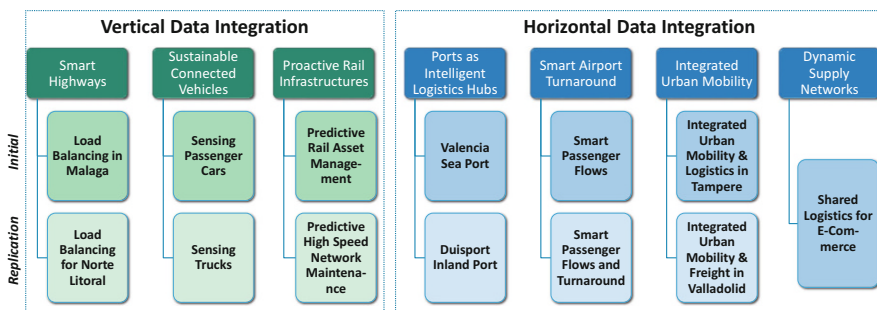 Vertical Data Integration
Horizontal Data Integration
Smart
Highways
Sustainable
Connected
Vehicles
Proactive Rail
Infrastructures
Ports as
Intelligent
Logistics Hubs
Smart Airport
Turnaround
Integrated
Urban Mobility
Dynamic
Supply
Networks
Initial
Load
Balancing in
Malaga
Sensing
Passenger
Cars
Predictive
Rail Asset
Manage-
ment
Valencia
Sea Port
Smart
Passenger
Flows
Integrated
Urban
Mobility &
Logistics in
Tampere
Shared
Logistics for
E-Com-
merce
Replication
Load
Balancing
for Norte
Litoral
Sensing
Trucks
Predictive
High Speed
Network
Maintena-
nce
Duisport
Inland Port
Smart
Passenger
Flows and
Turnaround
Integrated
Urban
Mobility &
Freight in
Valladolid